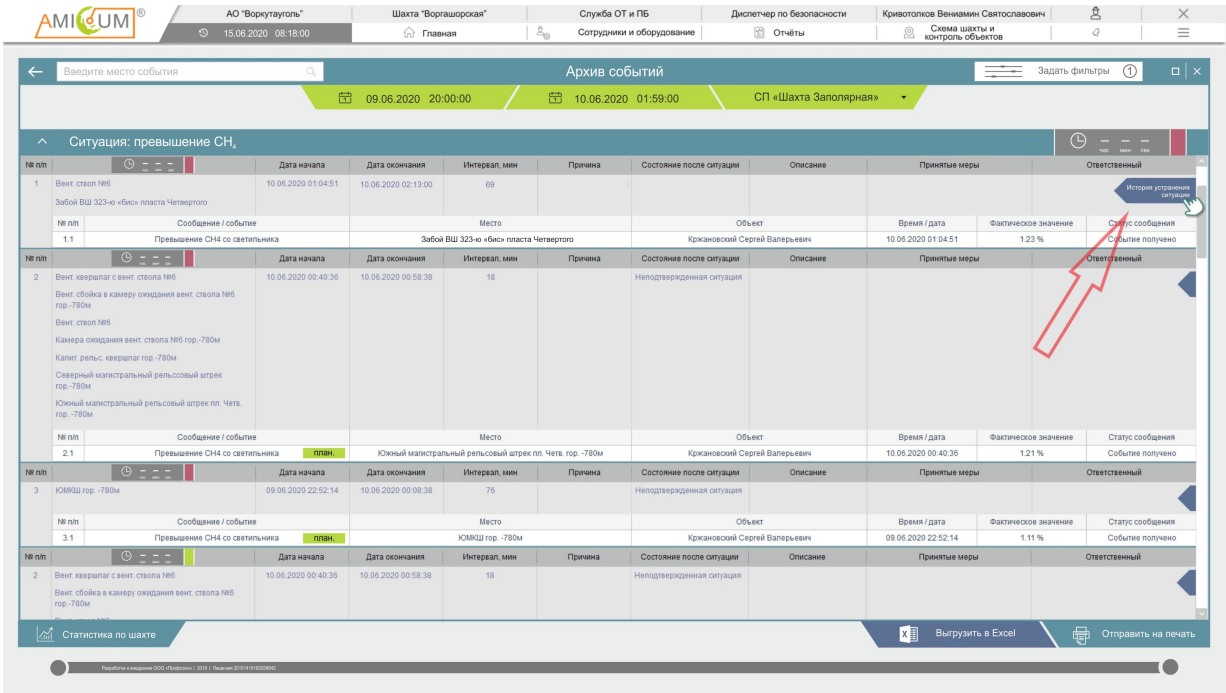 AMICUM®
АО "Воркутауголь" Шахта "Воргашорская" Служба ОТ и ПБ Диспетчер по безопасности Кривотолков Вениамин Святославович
15.06.2020 08:18:00 Главная Сотрудники и оборудование Отчёты Схема шахты и контроль объектов
Введите место события Архив событий Задать фильтры 1
09.06.2020 20:00:00 10.06.2020 01:59:00 СП «Шахта Заполярная»
Ситуация: превышение CH₄ час мин сек
№ п/п Дата начала Дата окончания Интервал, мин Причина Состояние после ситуации Описание Принятые меры Ответственный
1 Вент. ствол №6 10.06.2020 01:04:51 10.06.2020 02:13:00 69 История устранения ситуации
Забой ВШ 323-ю «бис» пласта Четвертого
№ п/п Сообщение / событие Место Объект Время / дата Фактическое значение Статус сообщения
1.1 Превышение CH4 со светильника Забой ВШ 323-ю «бис» пласта Четвертого Кржановский Сергей Валерьевич 10.06.2020 01:04:51 1.23 % Событие получено
№ п/п Дата начала Дата окончания Интервал, мин Причина Состояние после ситуации Описание Принятые меры Ответственный
2 Вент. квершлаг с вент. ствола №6 10.06.2020 00:40:36 10.06.2020 00:58:38 18 Неподтвержденная ситуация
Вент. сбойка в камеру ожидания вент. ствола №6
гор.-780м
Вент. ствол №6
Камера ожидания вент. ствола №6 гор.-780м
Капит. рельс. квершлаг гор.-780м
Северный магистральный рельссовый штрек
гор.-780м
Южный магистральный рельсовый штрек пл. Четв.
гор. -780м
№ п/п Сообщение / событие Место Объект Время / дата Фактическое значение Статус сообщения
2.1 Превышение CH4 со светильника план. Южный магистральный рельсовый штрек пл. Четв. гор. -780м Кржановский Сергей Валерьевич 10.06.2020 00:40:36 1.21 % Событие получено
№ п/п Дата начала Дата окончания Интервал, мин Причина Состояние после ситуации Описание Принятые меры Ответственный
3 ЮМКШ гор. -780м 09.06.2020 22:52:14 10.06.2020 00:08:38 76 Неподтвержденная ситуация
№ п/п Сообщение / событие Место Объект Время / дата Фактическое значение Статус сообщения
3.1 Превышение CH4 со светильника план. ЮМКШ гор. -780м Кржановский Сергей Валерьевич 09.06.2020 22:52:14 1.11 % Событие получено
№ п/п Дата начала Дата окончания Интервал, мин Причина Состояние после ситуации Описание Принятые меры Ответственный
2 Вент. квершлаг с вент. ствола №6 10.06.2020 00:40:36 10.06.2020 00:58:38 18 Неподтвержденная ситуация
Вент. сбойка в камеру ожидания вент. ствола №6
гор.-780м
Статистика по шахте Выгрузить в Excel Отправить на печать
Разработка и внедрение ООО «Профсоюз» | 2019 | Лицензия